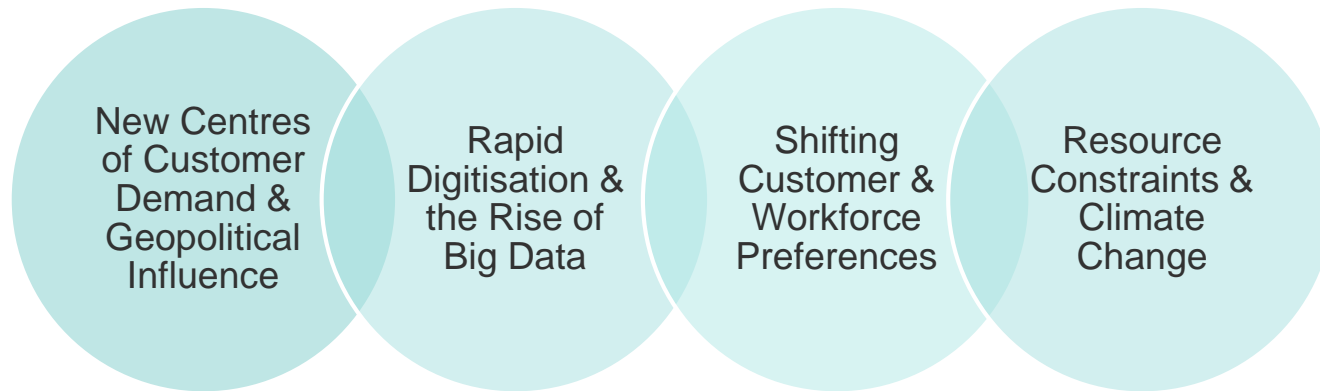 New Centres
of Customer
Demand &
Geopolitical
Influence
Rapid
Digitisation &
the Rise of
Big Data
Shifting
Customer &
Workforce
Preferences
Resource
Constraints &
Climate
Change